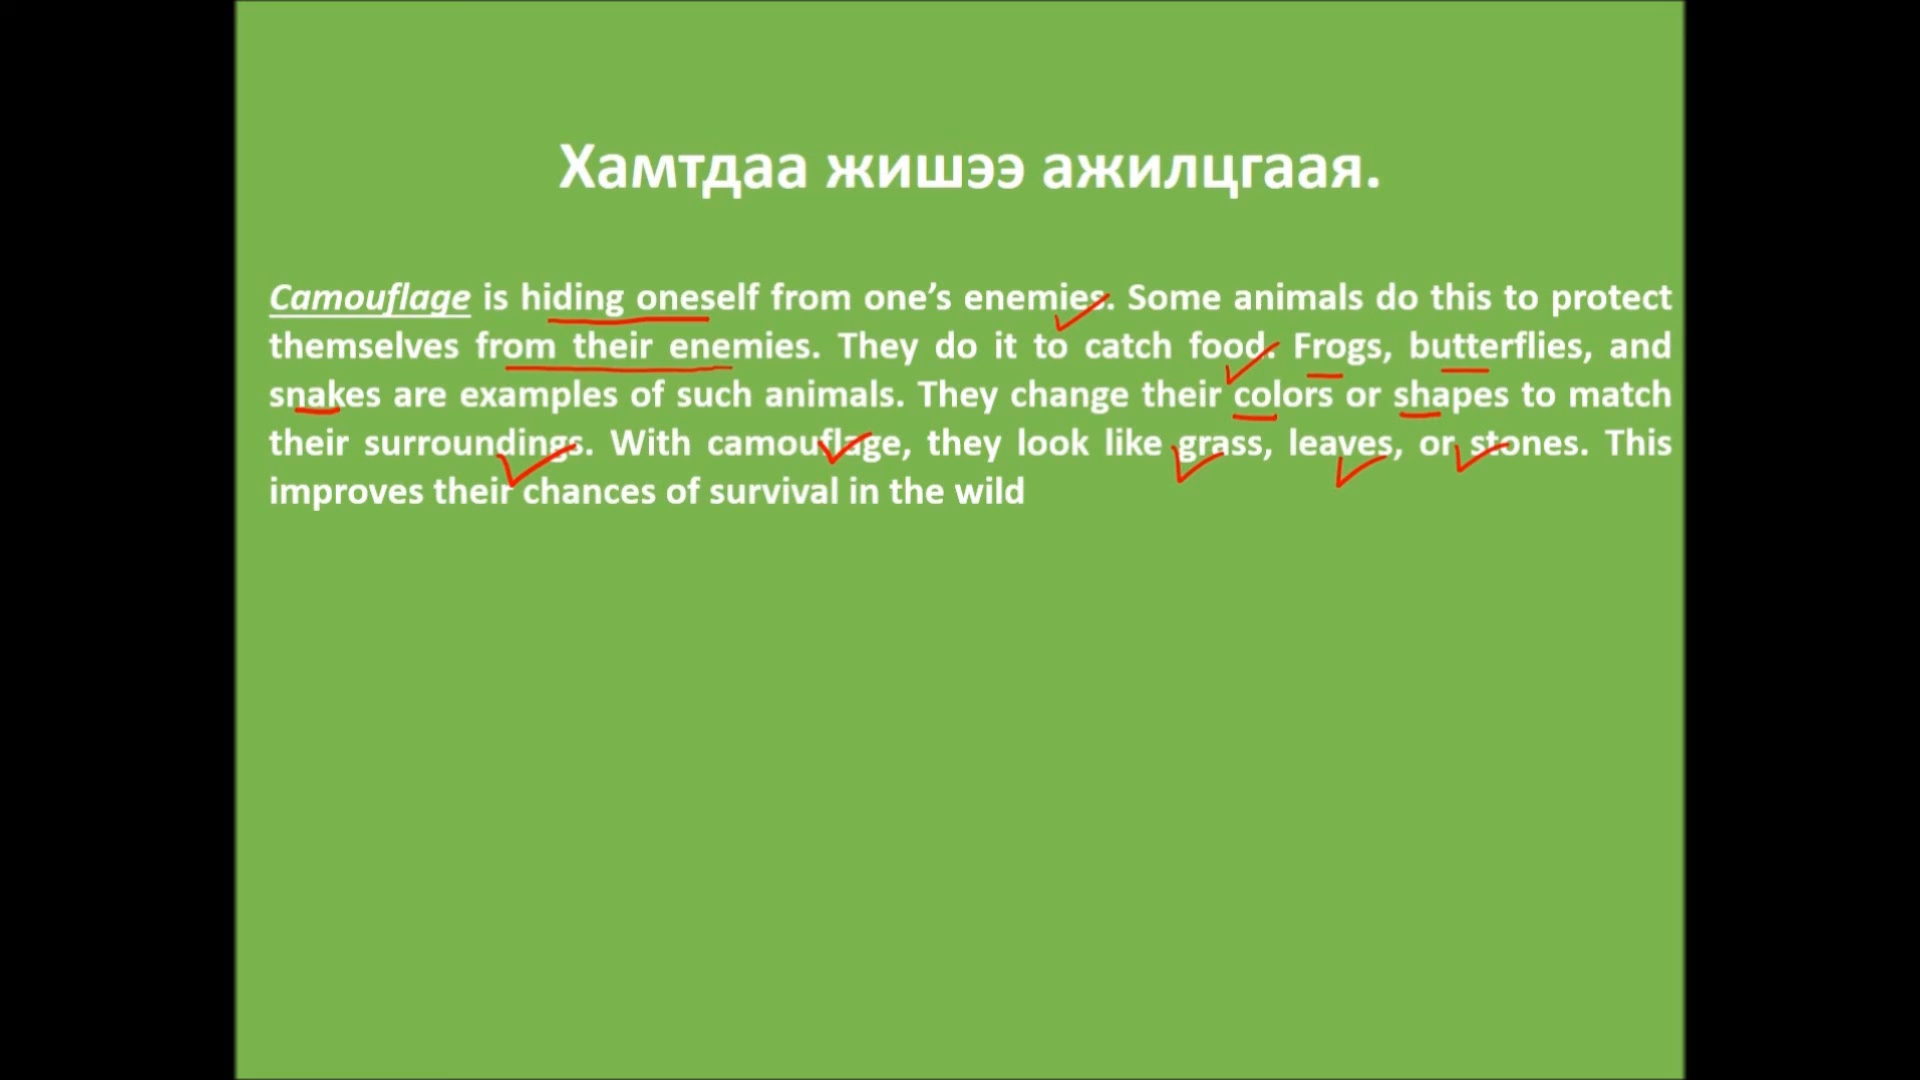 Хамтдаа жишээ ажилцгаая.
Camouflage is hiding oneself from one’s enemies. Some animals do this to protect
themselves from their enemies. They do it to catch food. Frogs, butterflies, and
snakes are examples of such animals. They change their colors or shapes to match
their surroundings. With camouflage, they look like grass, leaves, or stones. This
improves their chances of survival in the wild